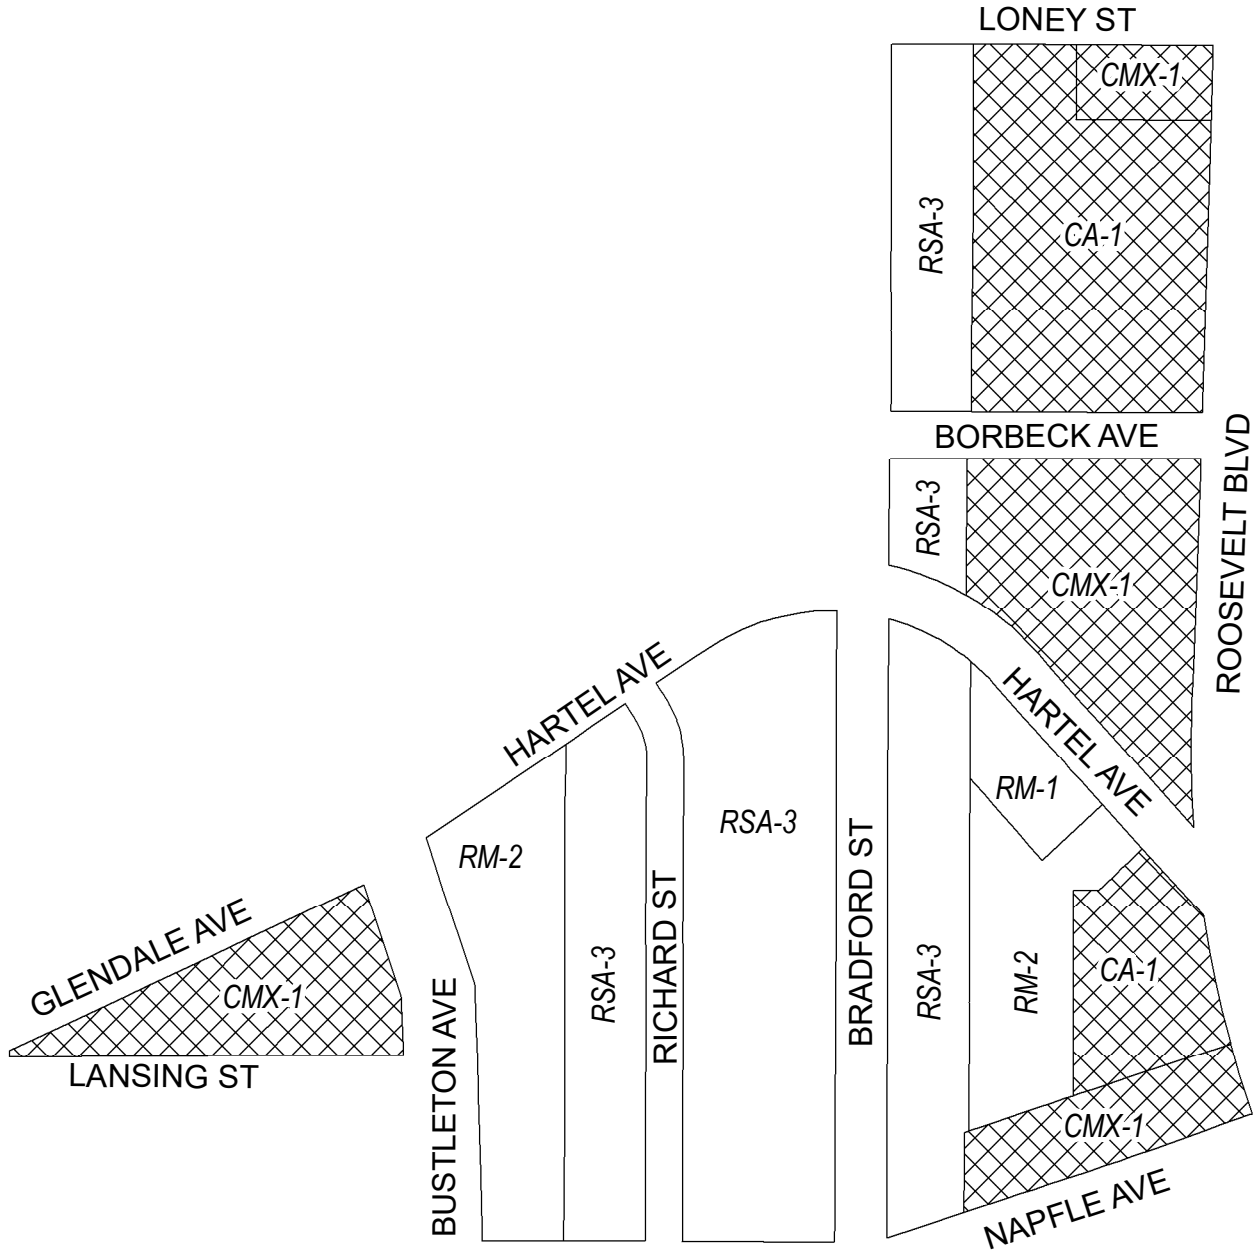 LONEY ST
CMX-1
RSA-3
CA-1
BORBECK AVE
ROOSEVELT BLVD
RSA-3
CMX-1
HARTEL AVE
HARTEL AVE
RM-1
RSA-3
RM-2
BRADFORD ST
GLENDALE AVE
CMX-1
LANSING ST
BUSTLETON AVE
RSA-3
RICHARD ST
RSA-3
RM-2
CA-1
CMX-1
NAPFLE AVE